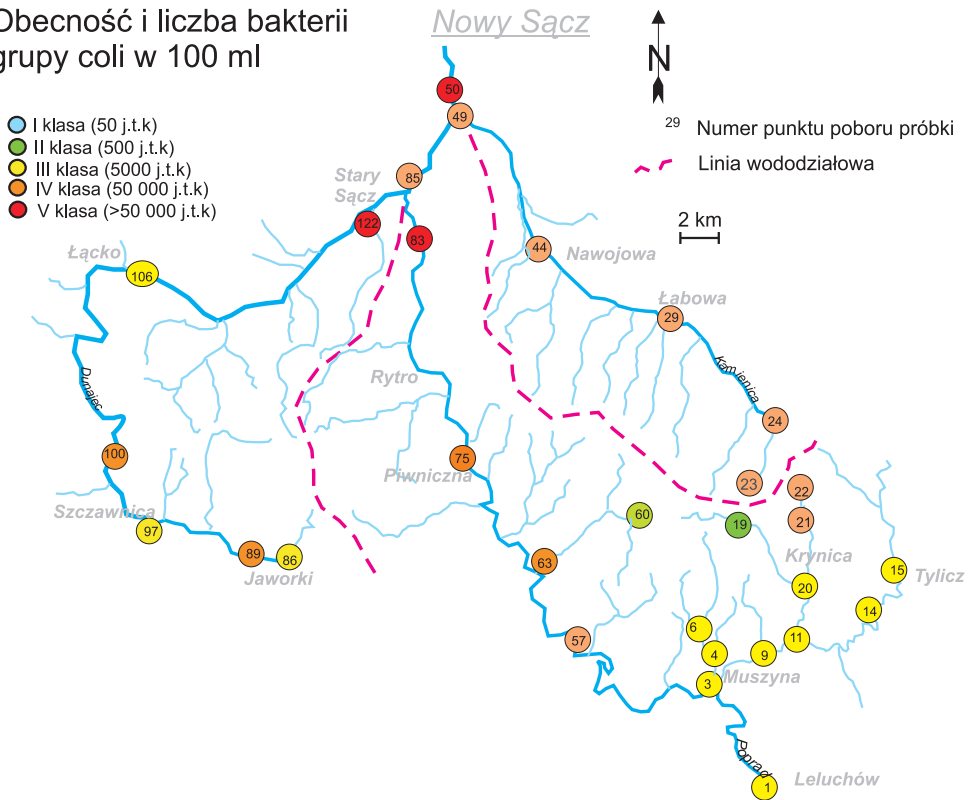 Obecność i liczba bakterii
grupy coli w 100 ml
Nowy Sącz
N
I klasa (50 j.t.k)
II klasa (500 j.t.k)
III klasa (5000 j.t.k)
IV klasa (50 000 j.t.k)
V klasa (>50 000 j.t.k)
29 Numer punktu poboru próbki
Linia wododziałowa
2 km
50
49
85
Stary
Sącz
122
83
44
Nawojowa
Łącko
106
Łabowa
29
Kamienica
Dunajec
Rytro
24
100
75
Piwniczna
23
22
Szczawnica
97
60
19
21
Krynica
89
86
Jaworki
63
20
15
Tylicz
14
57
6
11
4
9
3
Muszyna
Poprad
1
Leluchów